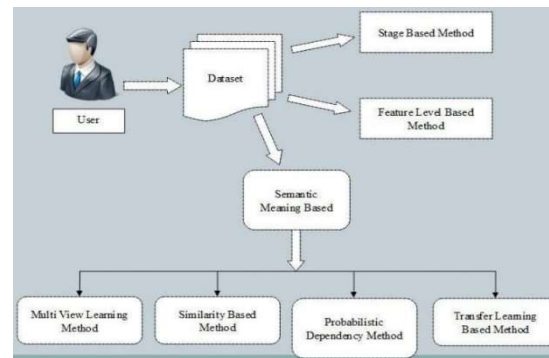 Stage Based Method
Dataset
User
Feature Level Based
Method
Semantic
Meaning Based
Multi View Learning
Method
Similarity Based
Method
Probabilistic
Dependency Method
Transfer Learning
Based Method